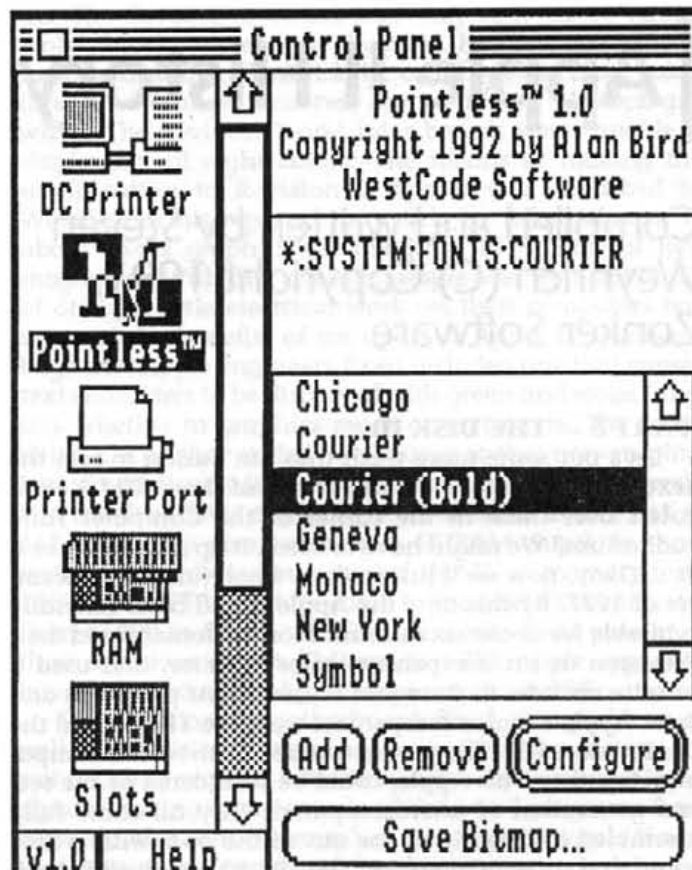 Control Panel
DC Printer
Pointless™
Printer Port
RAM
Slots
v1.0 Help
Pointless™ 1.0
Copyright 1992 by Alan Bird
WestCode Software
*:SYSTEM:FONTS:COURIER
Chicago
Courier
Courier (Bold)
Geneva
Monaco
New York
Symbol
Add Remove Configure
Save Bitmap...